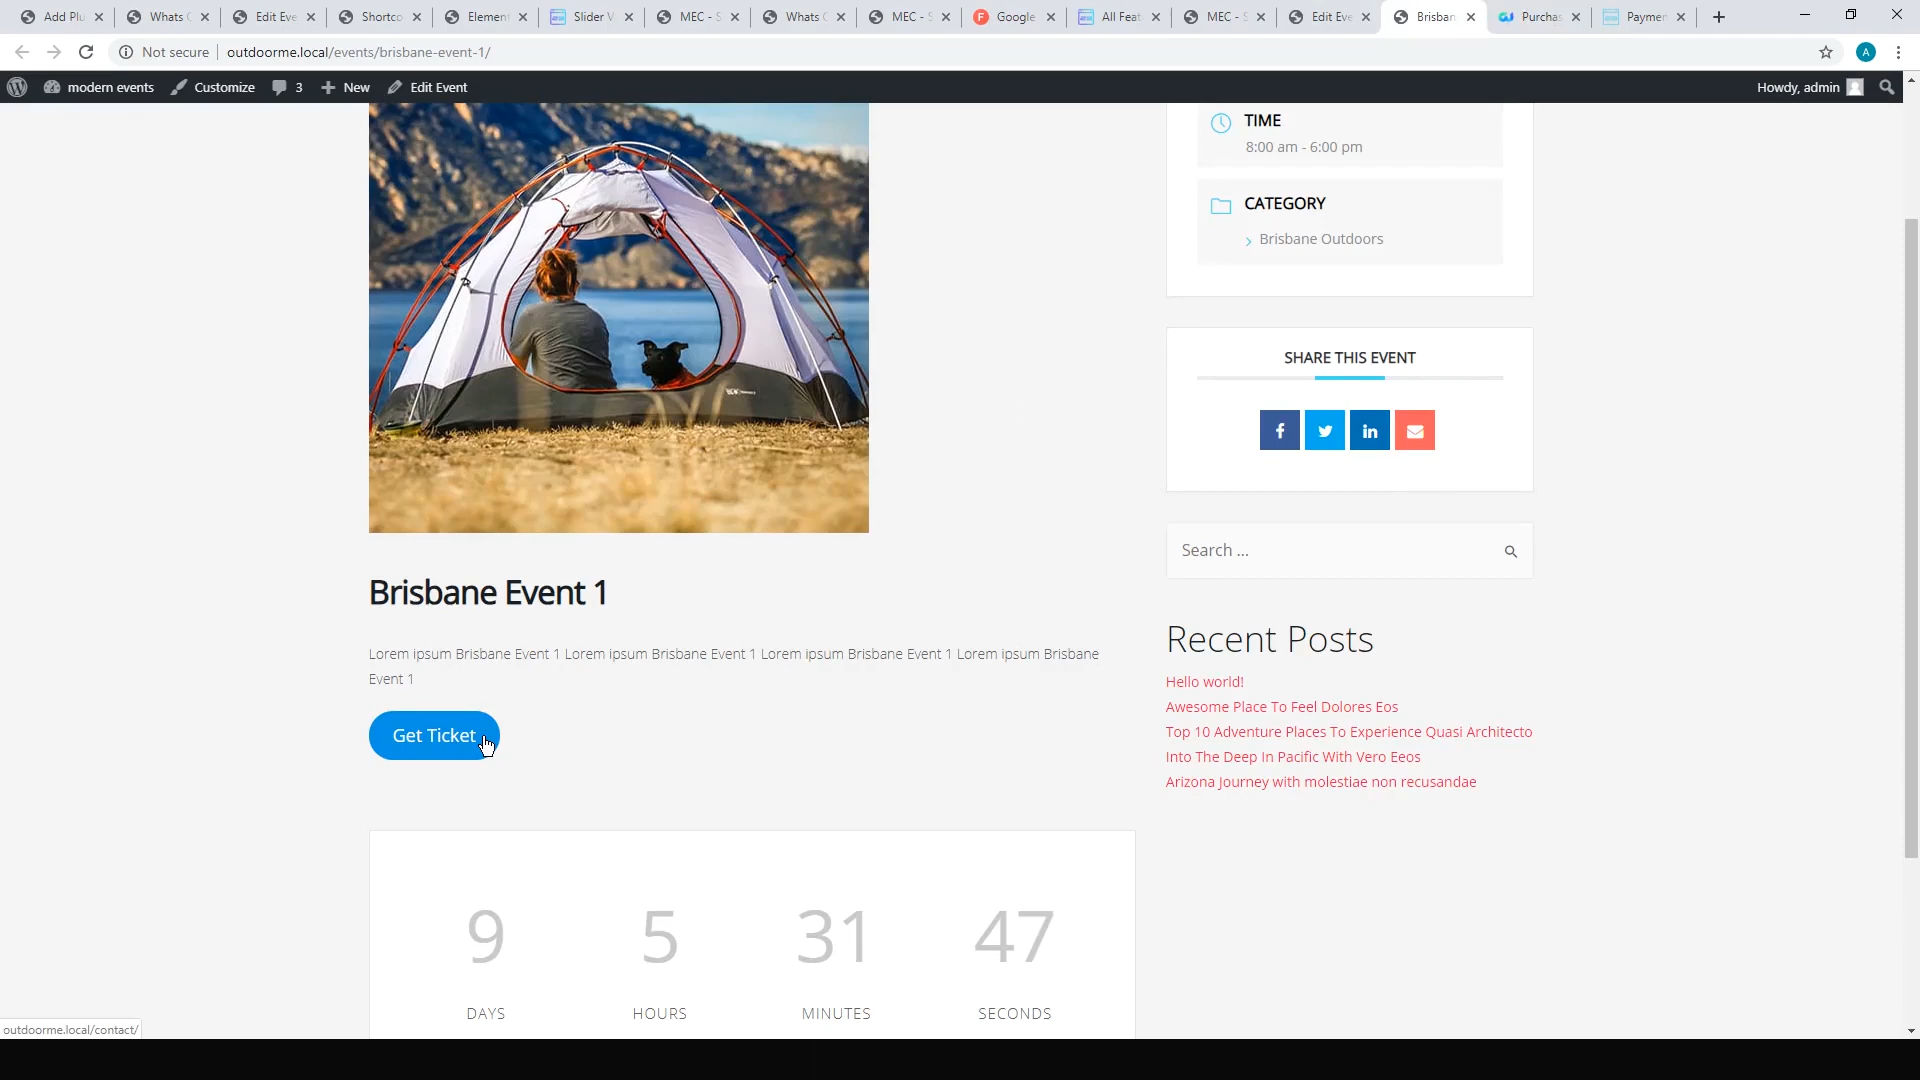 Add Plu
Whats C
Edit Eve
Shortco
Elemen
Slider V
MEC - S
Whats C
MEC - S
Google
All Feat
MEC - S
Edit Eve
Brisban
Purchas
Paymen
Not secure
outdoorme.local/events/brisbane-event-1/
A
modern events
Customize
3
New
Edit Event
Howdy, admin
TIME
8:00 am - 6:00 pm
CATEGORY
Brisbane Outdoors
SHARE THIS EVENT
Search ...
Brisbane Event 1
Lorem ipsum Brisbane Event 1 Lorem ipsum Brisbane Event 1 Lorem ipsum Brisbane Event 1 Lorem ipsum Brisbane
Event 1
Get Ticket
Recent Posts
Hello world!
Awesome Place To Feel Dolores Eos
Top 10 Adventure Places To Experience Quasi Architecto
Into The Deep In Pacific With Vero Eeos
Arizona Journey with molestiae non recusandae
9 5 31 47
DAYS HOURS MINUTES SECONDS
outdoorme.local/contact/